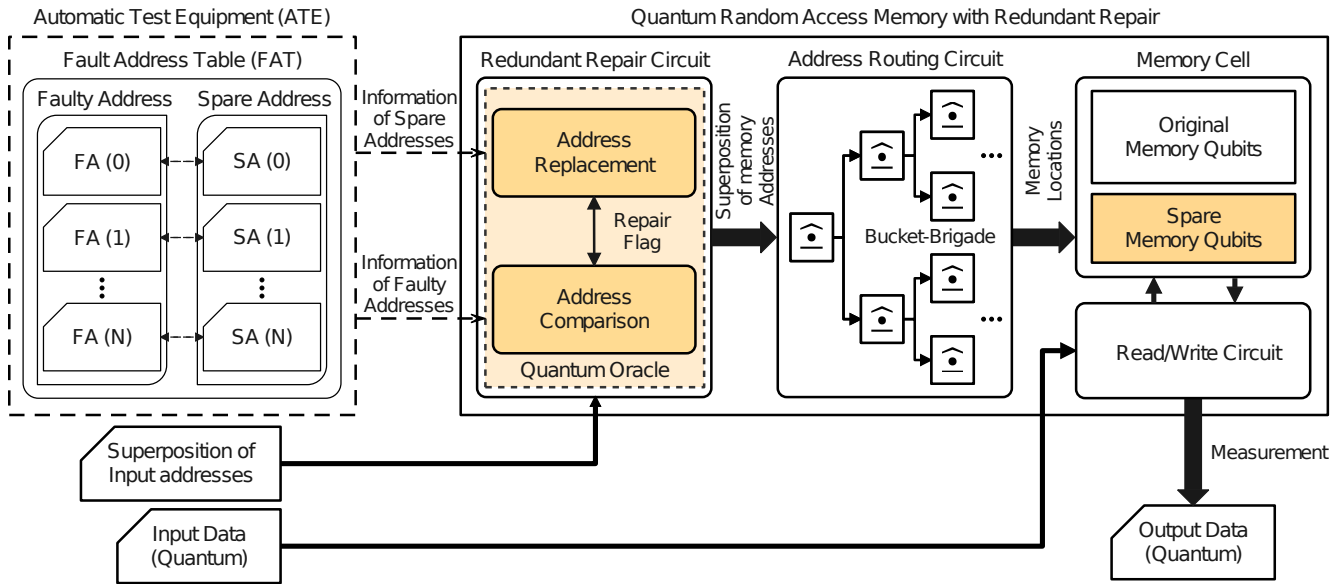 Automatic Test Equipment (ATE)
Fault Address Table (FAT)
Faulty Address
Spare Address
FA (0)
SA (0)
FA (1)
SA (1)
FA (N)
SA (N)
Information
of Spare
Addresses
Information
of Faulty
Addresses
Quantum Random Access Memory with Redundant Repair
Redundant Repair Circuit
Address
Replacement
Repair
Flag
Address
Comparison
Quantum Oracle
Superposition
of memory
Addresses
Address Routing Circuit
Bucket-Brigade
Memory
Locations
Memory Cell
Original
Memory Qubits
Spare
Memory Qubits
Read/Write Circuit
Superposition of
Input addresses
Input Data
(Quantum)
Measurement
Output Data
(Quantum)